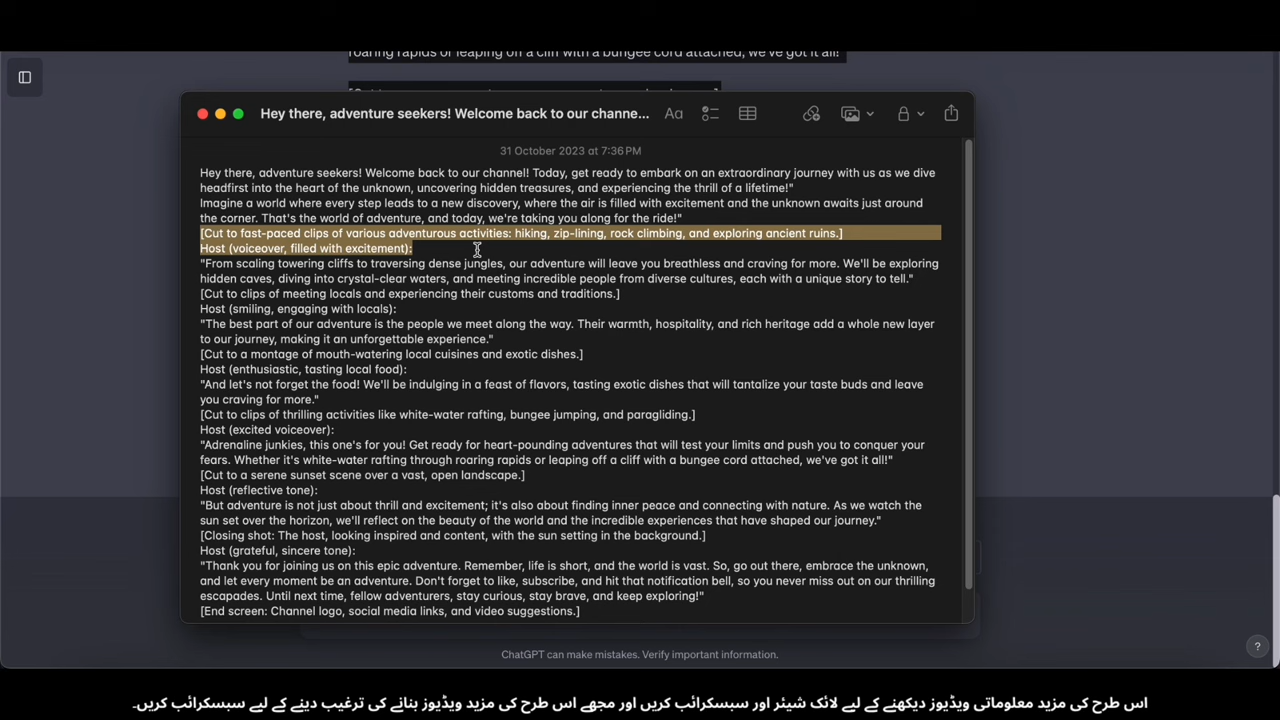 roaring rapids or leaping off a cliff with a bungee cord attached, we've got it all!"
Hey there, adventure seekers! Welcome back to our channe...
Aa
31 October 2023 at 7:36 PM
Hey there, adventure seekers! Welcome back to our channel! Today, get ready to embark on an extraordinary journey with us as we dive
headfirst into the heart of the unknown, uncovering hidden treasures, and experiencing the thrill of a lifetime!"
Imagine a world where every step leads to a new discovery, where the air is filled with excitement and the unknown awaits just around
the corner. That's the world of adventure, and today, we're taking you along for the ride!"
[Cut to fast-paced clips of various adventurous activities: hiking, zip-lining, rock climbing, and exploring ancient ruins.]
Host (voiceover, filled with excitement):
"From scaling towering cliffs to traversing dense jungles, our adventure will leave you breathless and craving for more. We'll be exploring
hidden caves, diving into crystal-clear waters, and meeting incredible people from diverse cultures, each with a unique story to tell."
[Cut to clips of meeting locals and experiencing their customs and traditions.]
Host (smiling, engaging with locals):
"The best part of our adventure is the people we meet along the way. Their warmth, hospitality, and rich heritage add a whole new layer
to our journey, making it an unforgettable experience."
[Cut to a montage of mouth-watering local cuisines and exotic dishes.]
Host (enthusiastic, tasting local food):
"And let's not forget the food! We'll be indulging in a feast of flavors, tasting exotic dishes that will tantalize your taste buds and leave
you craving for more."
[Cut to clips of thrilling activities like white-water rafting, bungee jumping, and paragliding.]
Host (excited voiceover):
"Adrenaline junkies, this one's for you! Get ready for heart-pounding adventures that will test your limits and push you to conquer your
fears. Whether it's white-water rafting through roaring rapids or leaping off a cliff with a bungee cord attached, we've got it all!"
[Cut to a serene sunset scene over a vast, open landscape.]
Host (reflective tone):
"But adventure is not just about thrill and excitement; it's also about finding inner peace and connecting with nature. As we watch the
sun set over the horizon, we'll reflect on the beauty of the world and the incredible experiences that have shaped our journey."
[Closing shot: The host, looking inspired and content, with the sun setting in the background.]
Host (grateful, sincere tone):
"Thank you for joining us on this epic adventure. Remember, life is short, and the world is vast. So, go out there, embrace the unknown,
and let every moment be an adventure. Don't forget to like, subscribe, and hit that notification bell, so you never miss out on our thrilling
escapades. Until next time, fellow adventurers, stay curious, stay brave, and keep exploring!"
[End screen: Channel logo, social media links, and video suggestions.]
?
ChatGPT can make mistakes. Verify important information.
اس طرح کی مزید معلوماتی ویڈیوز دیکھنے کے لیے لائک شیئر اور سبسکرائب کریں اور مجھے اس طرح کی مزید ویڈیوز بنانے کی ترغیب دینے کے لیے سبسکرائب کریں۔